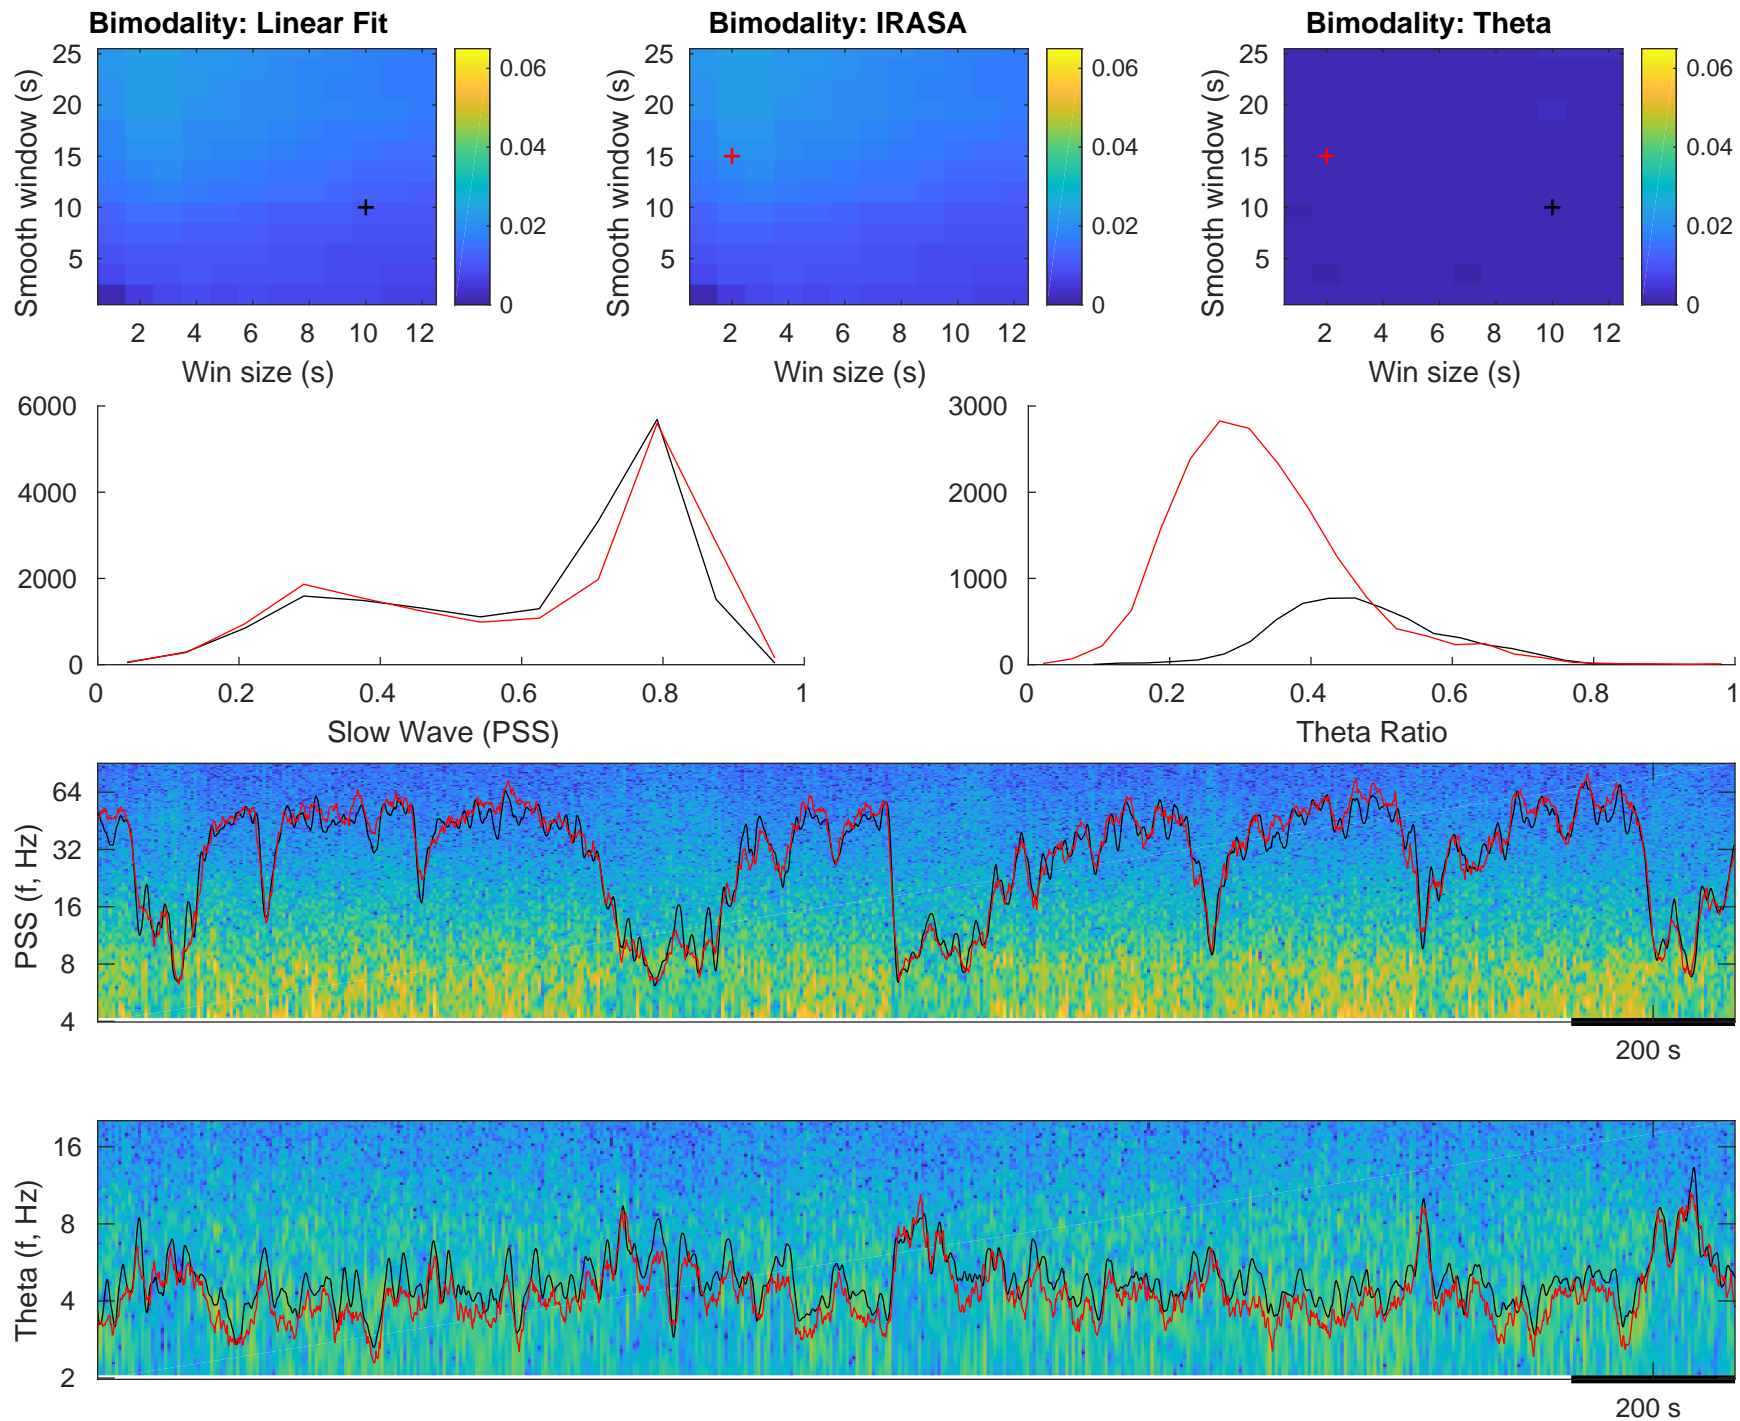 Bimodality: Linear Fit
Bimodality: IRASA
Bimodality: Theta
Smooth window (s)
25
20
15
10
5
2 4 6 8 10 12
Win size (s)
0.06
0.04
0.02
0
Smooth window (s)
25
20
15
10
5
2 4 6 8 10 12
Win size (s)
0.06
0.04
0.02
0
Smooth window (s)
25
20
15
10
5
2 4 6 8 10 12
Win size (s)
0.06
0.04
0.02
0
6000
4000
2000
0
0 0.2 0.4 0.6 0.8 1
Slow Wave (PSS)
3000
2000
1000
0
0 0.2 0.4 0.6 0.8 1
Theta Ratio
PSS (f, Hz)
64
32
16
8
4
200 s
Theta (f, Hz)
16
8
4
2
200 s